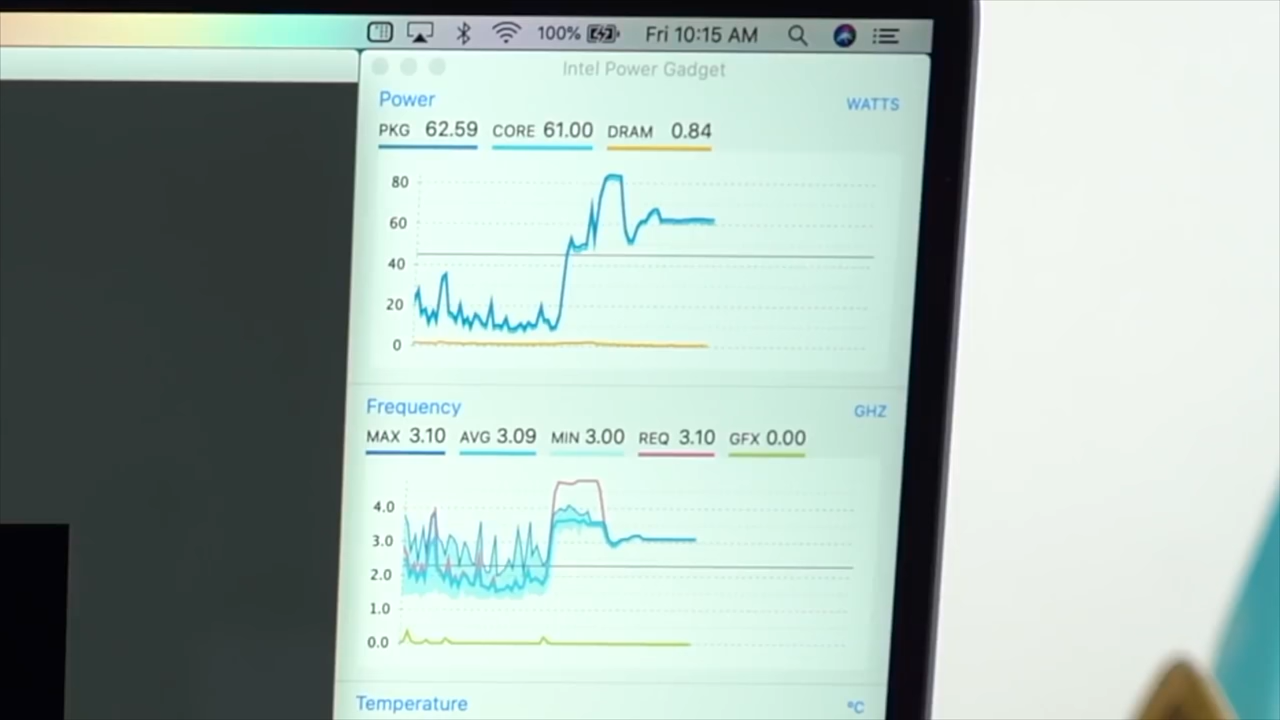 100% Fri 10:15 AM
Intel Power Gadget
Power WATTS
PKG 62.59 CORE 61.00 DRAM 0.84
80
60
40
20
0
Frequency GHZ
MAX 3.10 AVG 3.09 MIN 3.00 REQ 3.10 GFX 0.00
4.0
3.0
2.0
1.0
0.0
Temperature °C